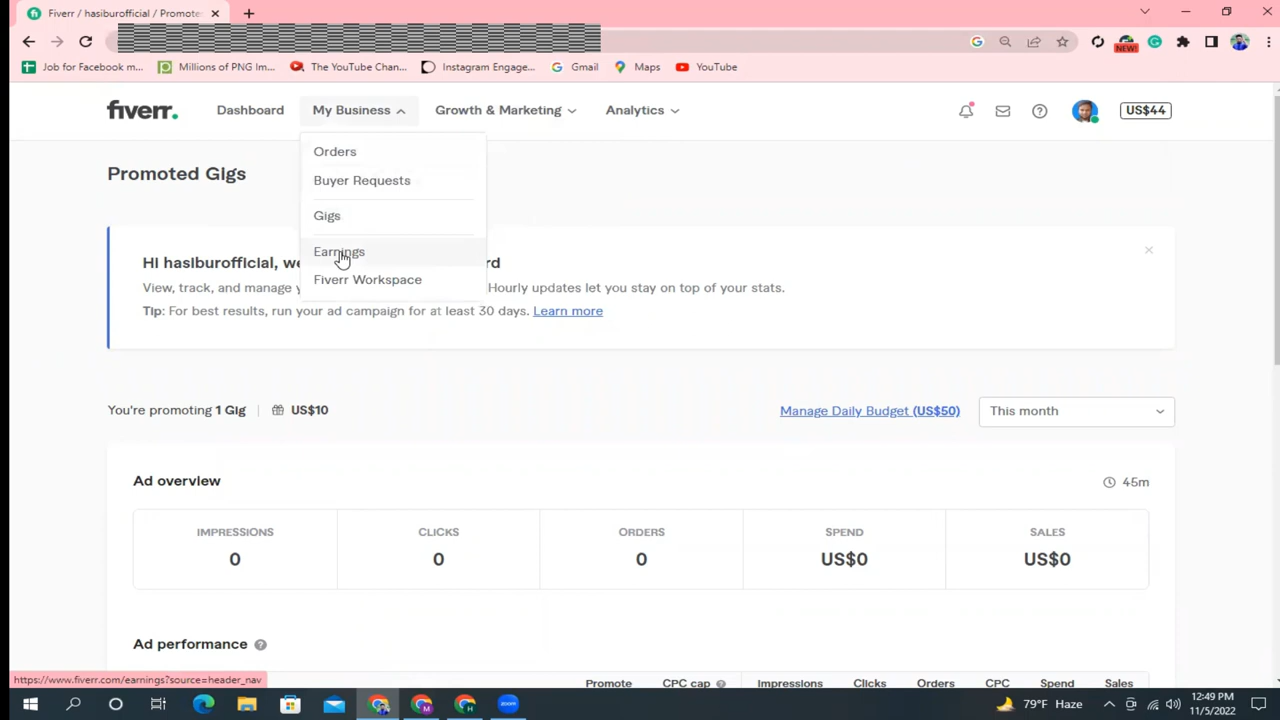 Fiverr / hasiburofficial / Promote
Job for Facebook m...
Millions of PNG Im...
The YouTube Chan...
Instagram Engage...
Gmail
Maps
YouTube
NEW!
fiverr.
Dashboard
My Business
Growth & Marketing
Analytics
US$44
Orders
Buyer Requests
Gigs
Earnings
Fiverr Workspace
Promoted Gigs
Hi hasiburofficial, we rd
View, track, and manage y Hourly updates let you stay on top of your stats.
Tip: For best results, run your ad campaign for at least 30 days. Learn more
You're promoting 1 Gig
US$10
Manage Daily Budget (US$50)
This month
Ad overview
45m
IMPRESSIONS CLICKS ORDERS SPEND SALES
0 0 0 US$0 US$0
Ad performance
Promote CPC cap Impressions Clicks Orders CPC Spend Sales
https://www.fiverr.com/earnings?source=header_nav
79°F Haze
12:49 PM
11/5/2022